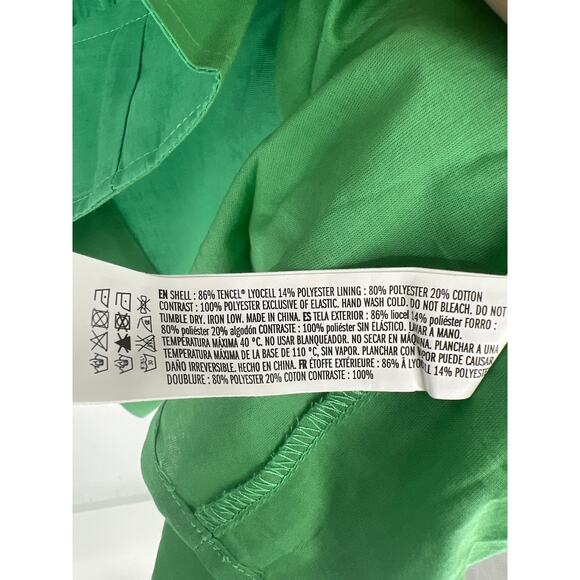 EN SHELL : 86% TENCEL® LYOCELL 14% POLYESTER LINING : 80% POLYESTER 20% COTTON
CONTRAST : 100% POLYESTER EXCLUSIVE OF ELASTIC. HAND WASH COLD. DO NOT BLEACH. DO NOT
TUMBLE DRY. IRON LOW. MADE IN CHINA. ES TELA EXTERIOR : 86% liocel 14% poliéster FORRO :
80% poliéster 20% algodón CONTRASTE : 100% poliéster SIN ELÁSTICO. LAVAR A MANO.
TEMPERATURA MÁXIMA 40 °C. NO USAR BLANQUEADOR. NO SECAR EN MÁQUINA. PLANCHAR A UNA
TEMPERATURA MÁXIMA DE LA BASE DE 110 °C, SIN VAPOR. PLANCHAR CON VAPOR PUEDE CAUSAR
DAÑO IRREVERSIBLE. HECHO EN CHINA. FR ÉTOFFE EXTÉRIEURE : 86% À LYOCELL 14% POLYESTER
DOUBLURE : 80% POLYESTER 20% COTON CONTRASTE : 100%